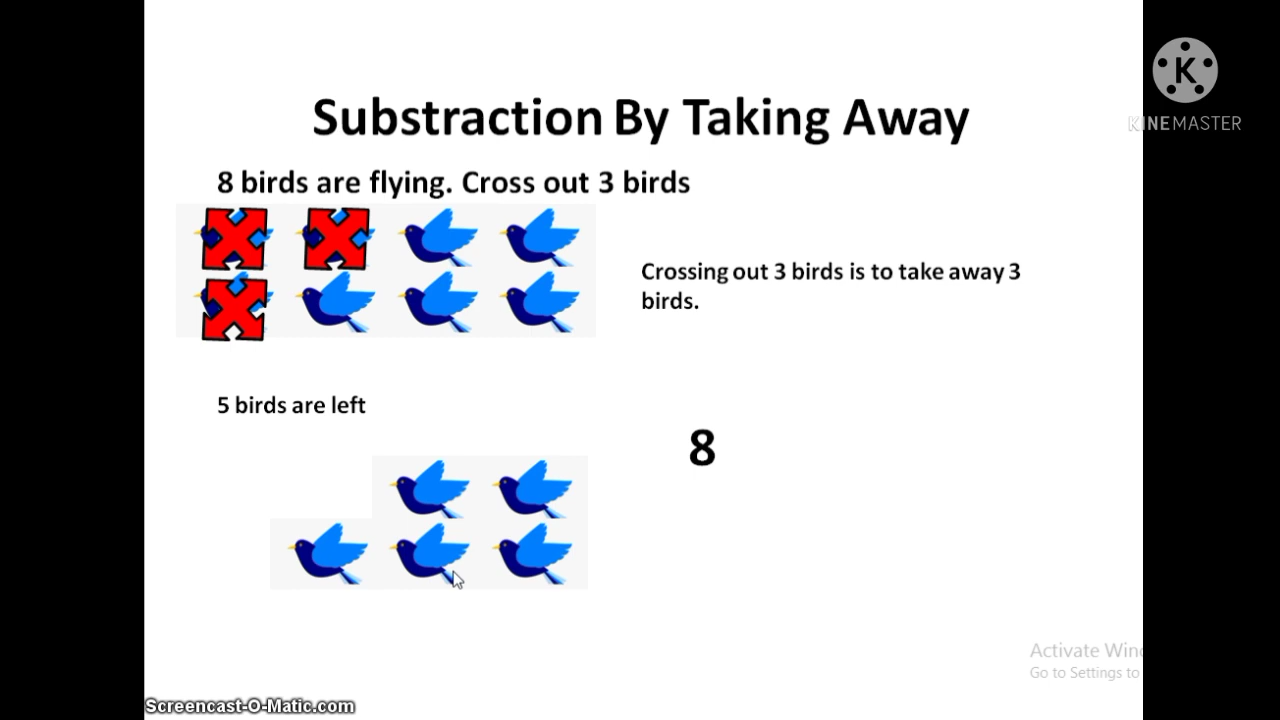 K
KINEMASTER
Substraction By Taking Away
8 birds are flying. Cross out 3 birds
Crossing out 3 birds is to take away 3
birds.
5 birds are left
8
Activate Win
Go to Settings to
Screencast-O-Matic.com